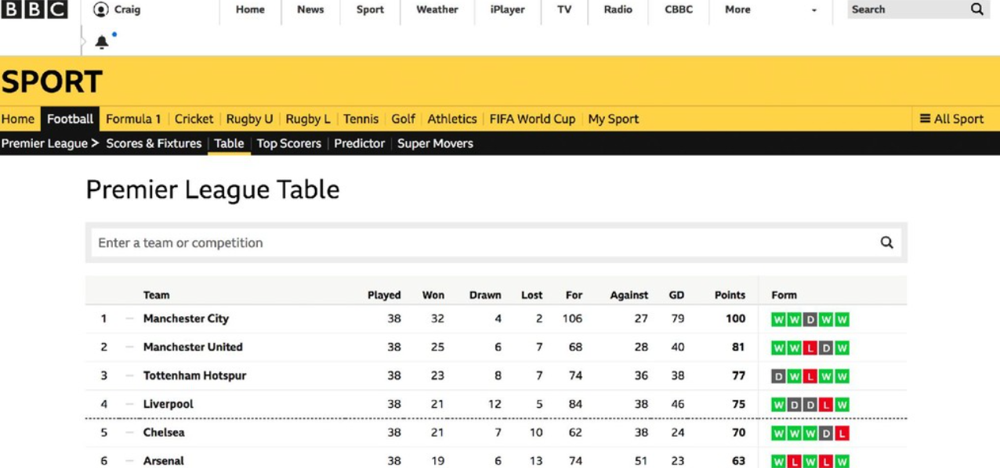 BBC Craig Home News Sport Weather iPlayer TV Radio CBBC More Search
SPORT
Home Football Formula 1 Cricket Rugby U Rugby L Tennis Golf Athletics FIFA World Cup My Sport All Sport
Premier League > Scores & Fixtures Table Top Scorers Predictor Super Movers
Premier League Table
Enter a team or competition
Team Played Won Drawn Lost For Against GD Points Form
1 – Manchester City 38 32 4 2 106 27 79 100 W W D W W
2 – Manchester United 38 25 6 7 68 28 40 81 W W L D W
3 – Tottenham Hotspur 38 23 8 7 74 36 38 77 D W L W W
4 – Liverpool 38 21 12 5 84 38 46 75 W D D L W
5 – Chelsea 38 21 7 10 62 38 24 70 W W W D L
6 – Arsenal 38 19 6 13 74 51 23 63 W L W L W